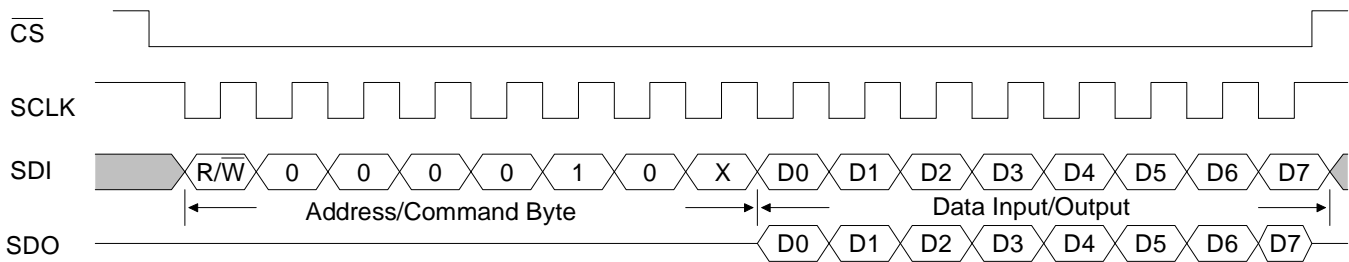 CS
SCLK
SDI R/W 0 0 0 0 1 0 X D0 D1 D2 D3 D4 D5 D6 D7
Address/Command Byte Data Input/Output
SDO D0 D1 D2 D3 D4 D5 D6 D7